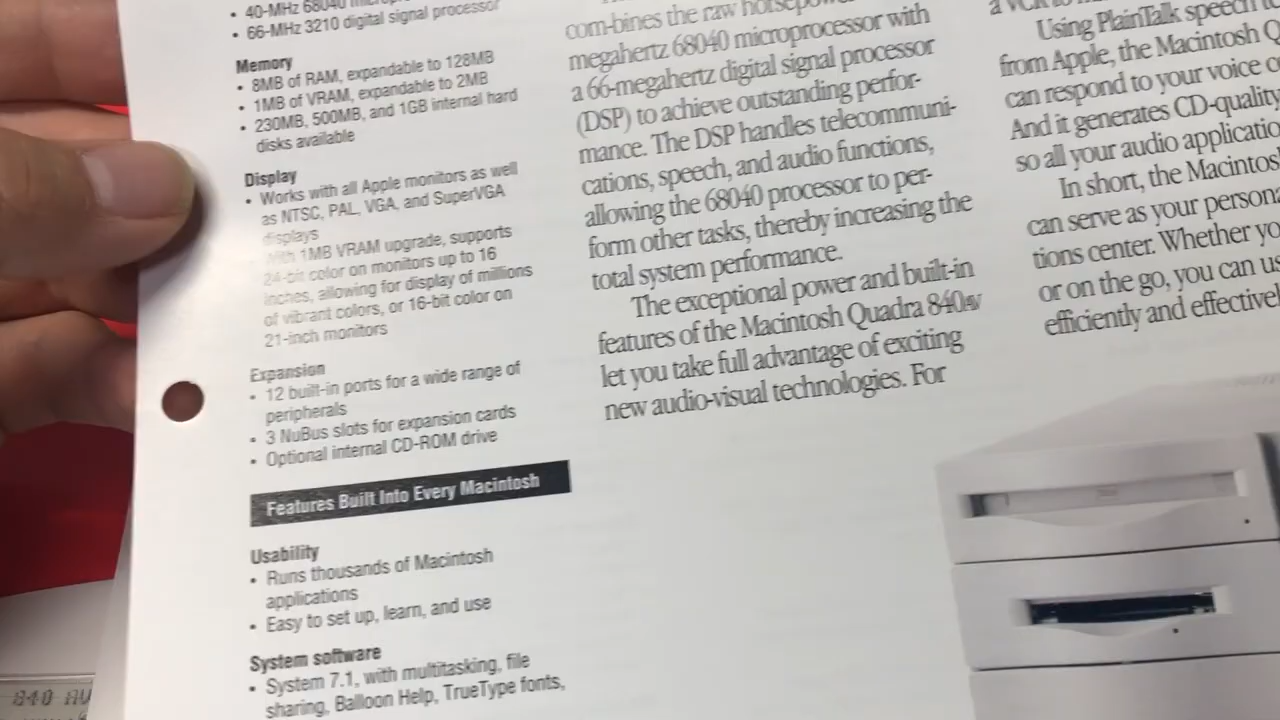 • 40-MHz 68040
• 66-MHz 3210 digital signal processor
Memory
• 8MB of RAM, expandable to 128MB
• 1MB of VRAM, expandable to 2MB
• 230MB, 500MB, and 1GB internal hard
disks available
Display
• Works with all Apple monitors as well
as NTSC, PAL, VGA, and SuperVGA
displays
With 1MB VRAM upgrade, supports
24-bit color on monitors up to 16
inches, allowing for display of millions
of vibrant colors, or 16-bit color on
21-inch monitors
Expansion
• 12 built-in ports for a wide range of
peripherals
• 3 NuBus slots for expansion cards
• Optional internal CD-ROM drive
Features Built Into Every Macintosh
Usability
• Runs thousands of Macintosh
applications
• Easy to set up, learn, and use
System software
• System 7.1, with multitasking, file
sharing, Balloon Help, TrueType fonts,
com-bines the raw
megahertz 68040 microprocessor with
a 66-megahertz digital signal processor
(DSP) to achieve outstanding perfor-
mance. The DSP handles telecommuni-
cations, speech, and audio functions,
allowing the 68040 processor to per-
form other tasks, thereby increasing the
total system performance.
The exceptional power and built-in
features of the Macintosh Quadra 840AV
let you take full advantage of exciting
new audio-visual technologies. For
a VCR
Using PlainTalk speech
from Apple, the Macintosh
can respond to your voice
And it generates CD-quality
so all your audio
In short, the
can serve as your
tions center. Whether
or on the go, you can
efficiently and
840